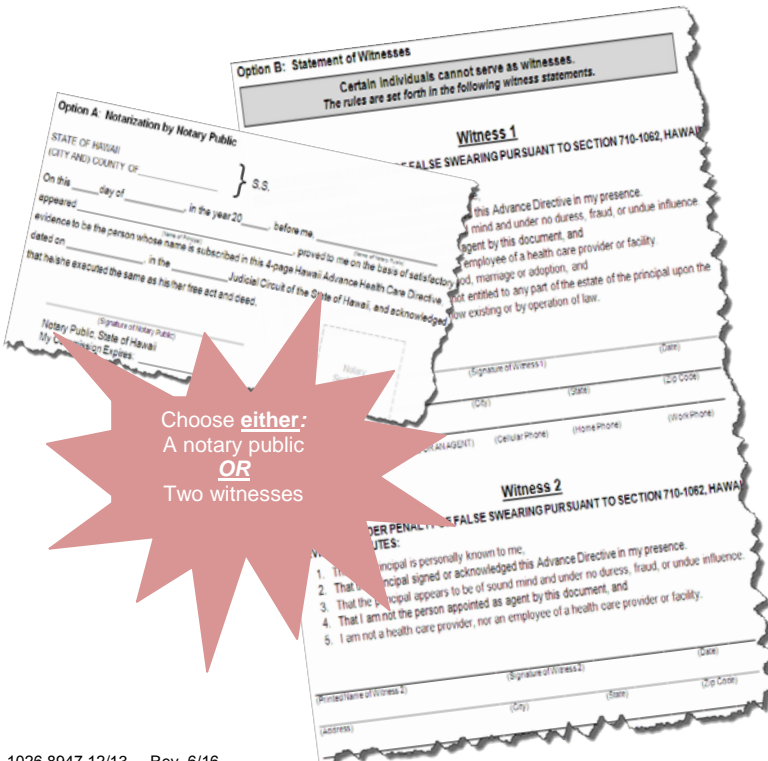 Option B: Statement of Witnesses
Certain individuals cannot serve as witnesses.
The rules are set forth in the following witness statements.
Witness 1
FALSE SWEARING PURSUANT TO SECTION 710-1062, HAWAI
this Advance Directive in my presence.
mind and under no duress, fraud, or undue influence.
agent by this document, and
employee of a health care provider or facility.
marriage or adoption, and
not entitled to any part of the estate of the principal upon the
existing or by operation of law.
(Signature of Witness 1) (Date)
(City) (State) (Zip Code)
AN AGENT) (Cellular Phone) (Home Phone) (Work Phone)
Option A: Notarization by Notary Public
STATE OF HAWAII
(CITY AND) COUNTY OF } S.S.
On this day of , in the year 20 , before me,
appeared , proved to me on the basis of satisfactory
(Name of Notary Public)
evidence to be the person whose name is subscribed in this 4-page Hawaii Advance Health Care Directive,
dated on , in the Judicial Circuit of the State of Hawaii, and acknowledged
that he/she executed the same as his/her free act and deed.
(Signature of Notary Public)
Notary Public, State of Hawaii
My Commission Expires:
Notary
Choose either:
A notary public
OR
Two witnesses
Witness 2
PENALTY FALSE SWEARING PURSUANT TO SECTION 710-1062, HAWAI
1. principal is personally known to me,
2. That principal signed or acknowledged this Advance Directive in my presence.
3. That the principal appears to be of sound mind and under no duress, fraud, or undue influence.
4. That I am not the person appointed as agent by this document, and
5. I am not a health care provider, nor an employee of a health care provider or facility.
(Printed Name of Witness 2) (Signature of Witness 2) (Date)
(Address) (City) (State) (Zip Code)
1026 8947 12/13 Rev. 6/16